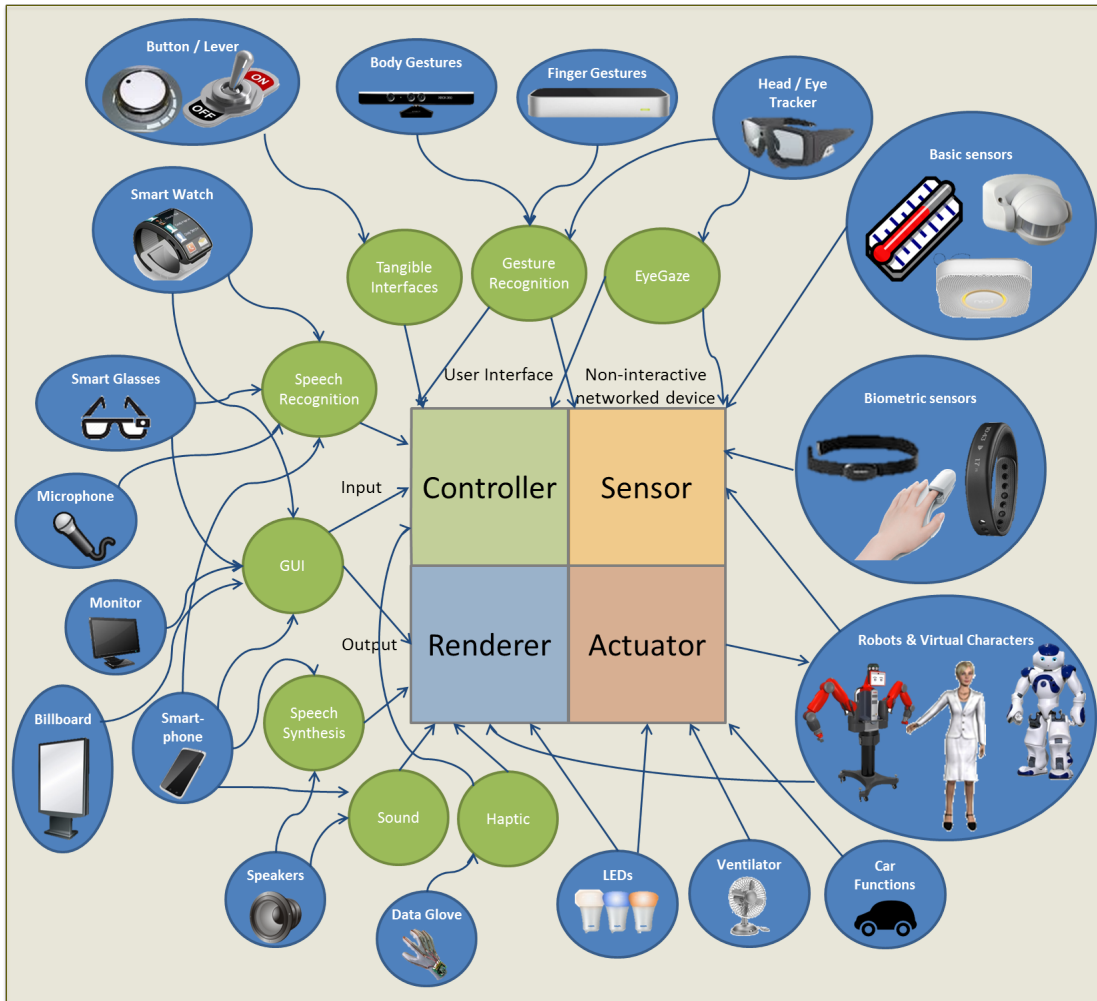 Button / Lever
ON
OFF
Body Gestures
Finger Gestures
Head / Eye
Tracker
Basic sensors
Smart Watch
Tangible
Interfaces
Gesture
Recognition
EyeGaze
Smart Glasses
Speech
Recognition
User Interface
Non-interactive
networked device
Biometric sensors
Microphone
Input
Controller
Sensor
GUI
Monitor
Output
Renderer
Actuator
Robots & Virtual Characters
Billboard
Smart-
phone
Speech
Synthesis
Sound
Haptic
Speakers
Data Glove
LEDs
Ventilator
Car
Functions